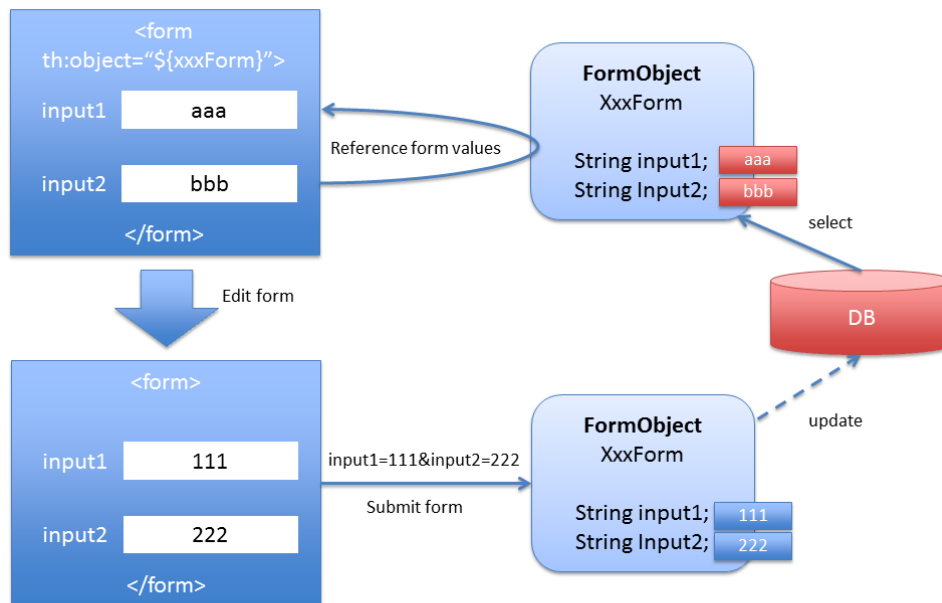 <form
th:object=“${xxxForm}”>
input1
aaa
input2
bbb
</form>
Reference form values
FormObject
XxxForm
String input1;
aaa
String Input2;
bbb
select
DB
Edit form
<form>
input1
111
input2
222
</form>
input1=111&input2=222
Submit form
FormObject
XxxForm
String input1;
111
String Input2;
222
update